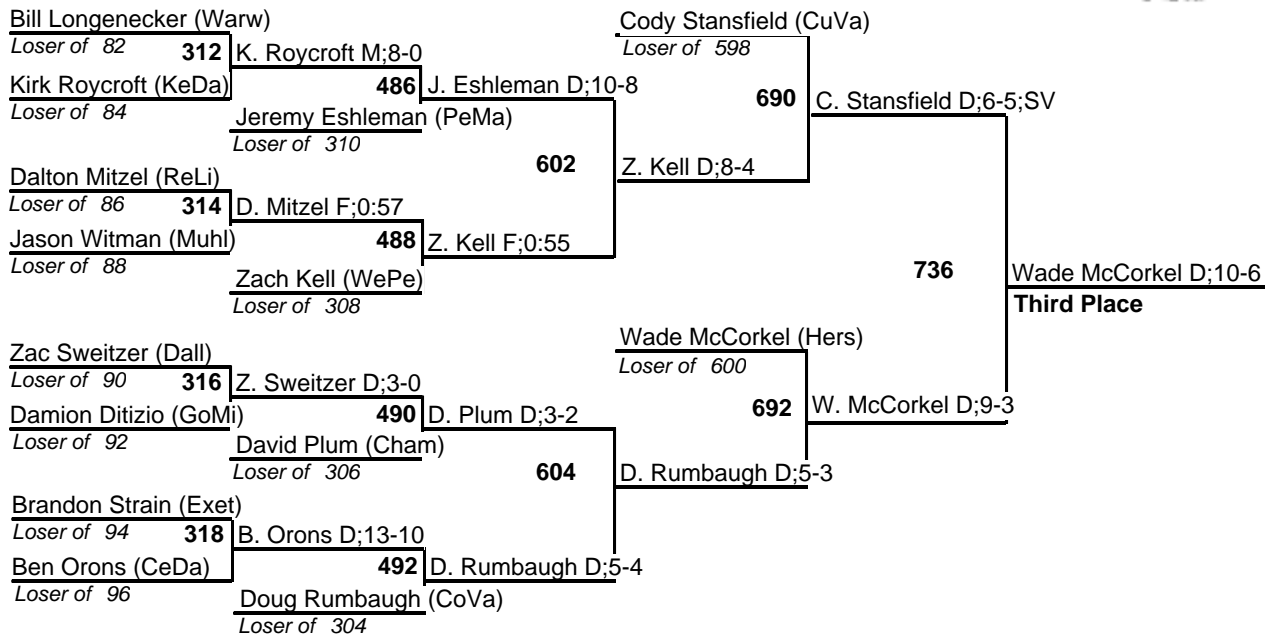 Bill Longenecker (Warw)
Loser of 82
312
K. Roycroft M;8-0
Kirk Roycroft (KeDa)
Loser of 84
486
J. Eshleman D;10-8
Jeremy Eshleman (PeMa)
Loser of 310
602
Z. Kell D;8-4
Dalton Mitzel (ReLi)
Loser of 86
314
D. Mitzel F;0:57
Jason Witman (Muhl)
Loser of 88
488
Z. Kell F;0:55
Zach Kell (WePe)
Loser of 308
Cody Stansfield (CuVa)
Loser of 598
690
C. Stansfield D;6-5;SV
736
Wade McCorkel D;10-6
Third Place
Zac Sweitzer (Dall)
Loser of 90
316
Z. Sweitzer D;3-0
Damion Ditizio (GoMi)
Loser of 92
490
D. Plum D;3-2
David Plum (Cham)
Loser of 306
604
D. Rumbaugh D;5-3
Brandon Strain (Exet)
Loser of 94
318
B. Orons D;13-10
Ben Orons (CeDa)
Loser of 96
492
D. Rumbaugh D;5-4
Doug Rumbaugh (CoVa)
Loser of 304
Wade McCorkel (Hers)
Loser of 600
692
W. McCorkel D;9-3